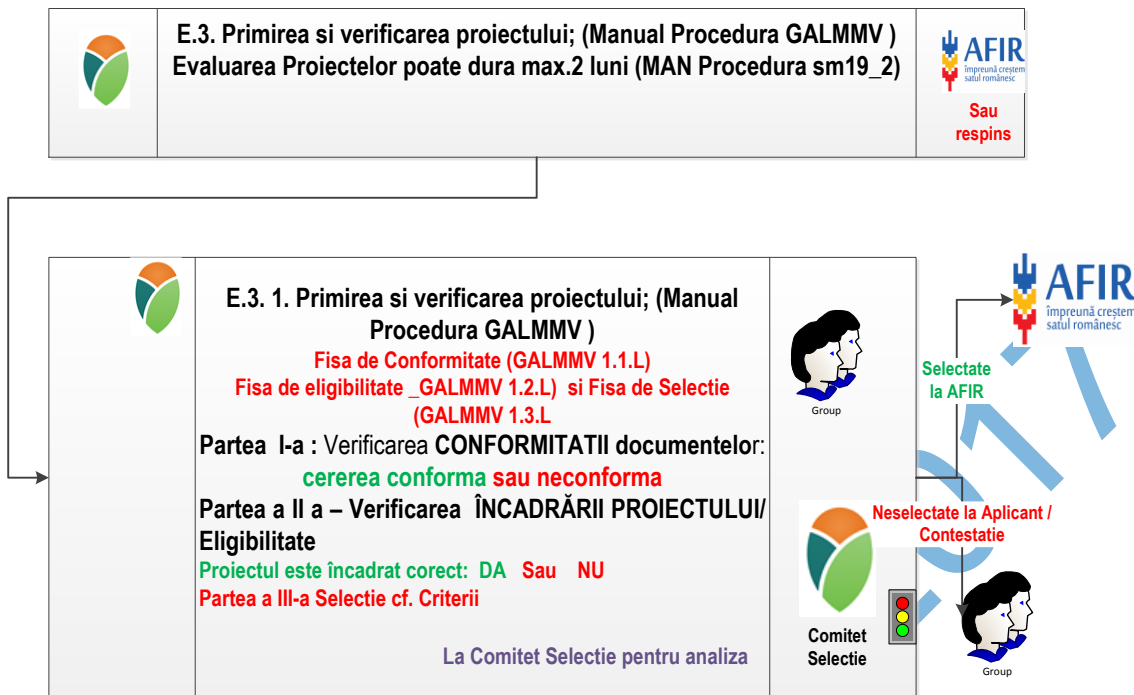 E.3. Primirea si verificarea proiectului; (Manual Procedura GALMMV )
Evaluarea Proiectelor poate dura max.2 luni (MAN Procedura sm19_2)
AFIR
împreună creștem
satul românesc
Sau
respins
E.3. 1. Primirea si verificarea proiectului; (Manual
Procedura GALMMV )
Fisa de Conformitate (GALMMV 1.1.L)
Fisa de eligibilitate _GALMMV 1.2.L) si Fisa de Selectie
(GALMMV 1.3.L
Partea I-a : Verificarea CONFORMITATII documentelor:
cererea conforma sau neconforma
Partea a II a – Verificarea ÎNCADRĂRII PROIECTULUI/
Eligibilitate
Proiectul este încadrat corect: DA Sau NU
Partea a III-a Selectie cf. Criterii
La Comitet Selectie pentru analiza
Group
Comitet
Selectie
AFIR
împreună creștem
satul românesc
Selectate
la AFIR
Neselectate la Aplicant /
Contestatie
Group